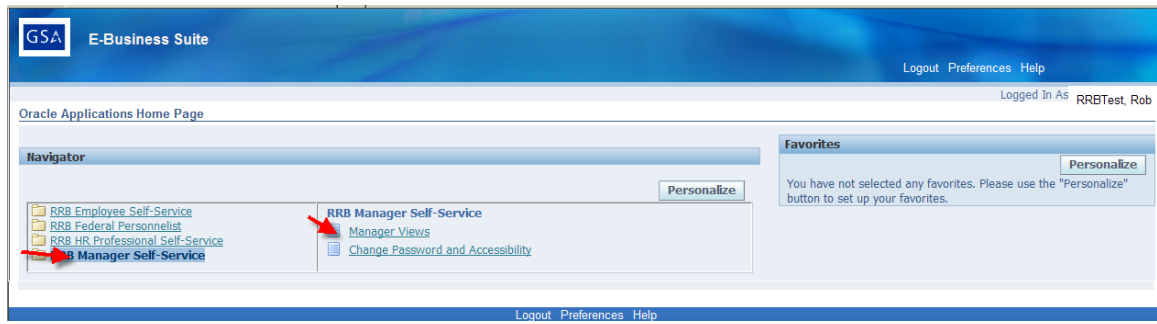 GSA E-Business Suite
Logout Preferences Help
Logged In As RRBTest, Rob
Oracle Applications Home Page
Navigator
Personalize
RRB Employee Self-Service
RRB Federal Personnelist
RRB HR Professional Self-Service
RRB Manager Self-Service
RRB Manager Self-Service
Manager Views
Change Password and Accessibility
Favorites
Personalize
You have not selected any favorites. Please use the "Personalize"
button to set up your favorites.
Logout Preferences Help